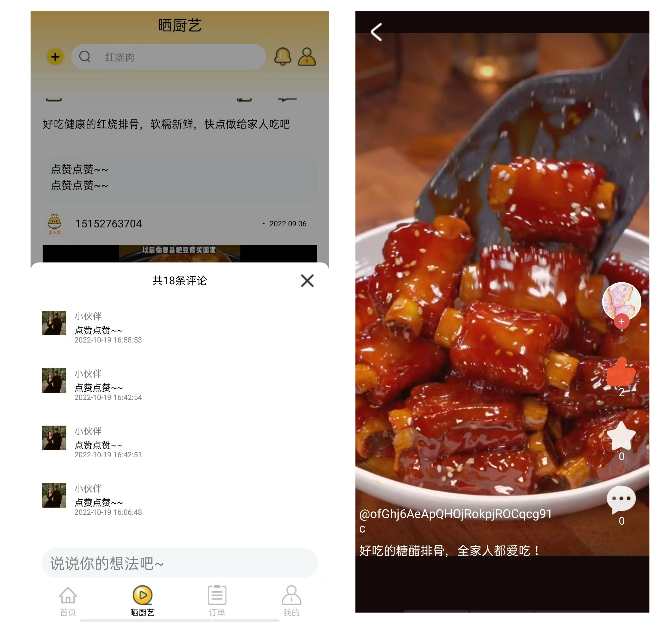 晒厨艺
红烧肉
好吃健康的红烧排骨，软糯新鲜，快点做给家人吃吧
点赞点赞~~
点赞点赞~~
15152763704
· 2022-09-06
共18条评论
小伙伴
点赞点赞~~
2022-10-19 16:58:53
小伙伴
点赞点赞~~
2022-10-19 16:42:54
小伙伴
点赞点赞~~
2022-10-19 16:42:51
小伙伴
点赞点赞~~
2022-10-19 16:06:48
说说你的想法吧~
首页
晒厨艺
订单
我的
2
0
0
@ofGhj6AeApQHOjRokpjROCqcg91
c
好吃的糖醋排骨，全家人都爱吃！